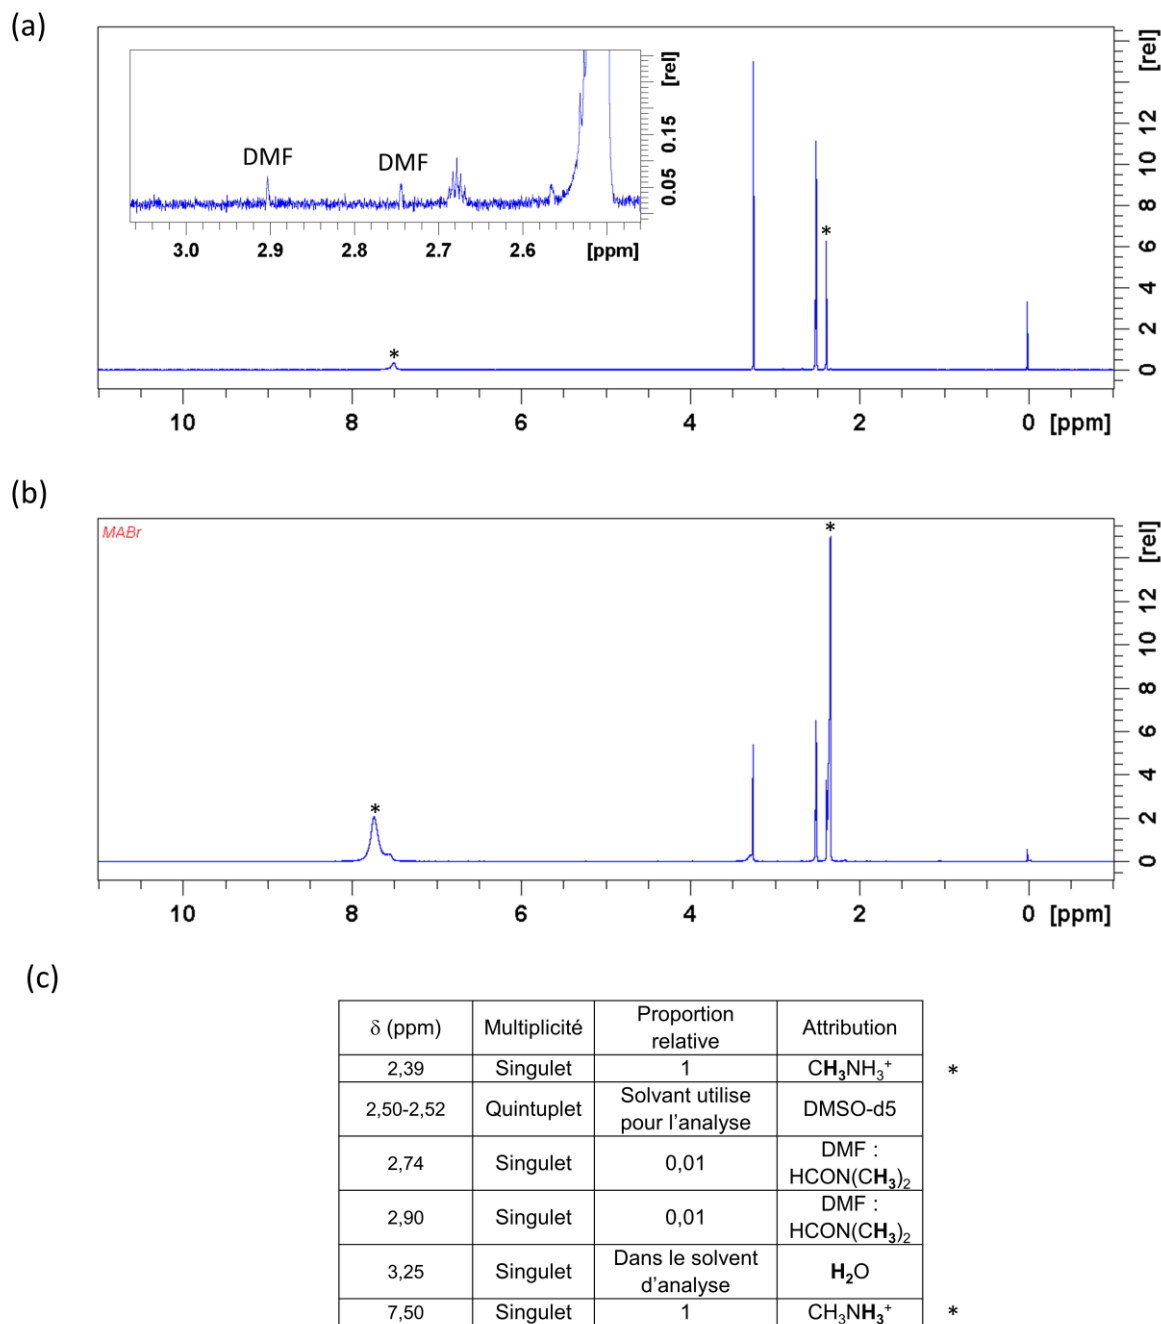 (a)
[rel]
12
10
8
6
4
2
0
[rel]
0.15
0.05
DMF
DMF
3.0 2.9 2.8 2.7 2.6 [ppm]
*
*
10 8 6 4 2 0 [ppm]
(b)
MABr
[rel]
12
10
8
6
4
2
0
*
*
10 8 6 4 2 0 [ppm]
(c)
δ (ppm) Multiplicité Proportion relative Attribution
2,39 Singulet 1 CH₃NH₃⁺ *
2,50-2,52 Quintuplet Solvant utilise pour l'analyse DMSO-d5
2,74 Singulet 0,01 DMF : HCON(CH₃)₂
2,90 Singulet 0,01 DMF : HCON(CH₃)₂
3,25 Singulet Dans le solvent d'analyse H₂O
7,50 Singulet 1 CH₃NH₃⁺ *